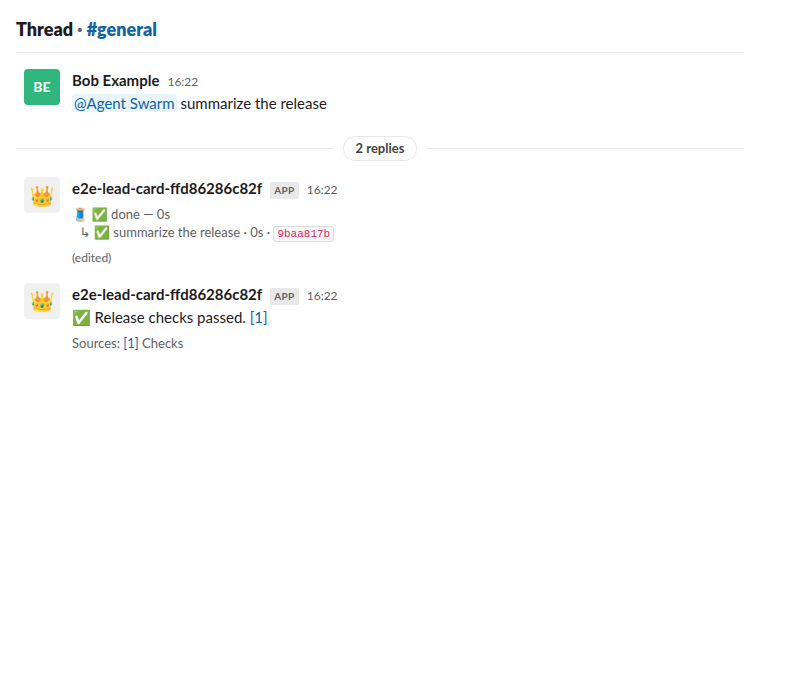 Thread • #general
BE
Bob Example 16:22
@Agent Swarm summarize the release
2 replies
e2e-lead-card-ffd86286c82f APP 16:22
🧵 ✅ done — 0s
↳ ✅ summarize the release · 0s · 9baa817b
(edited)
e2e-lead-card-ffd86286c82f APP 16:22
✅ Release checks passed. [1]
Sources: [1] Checks